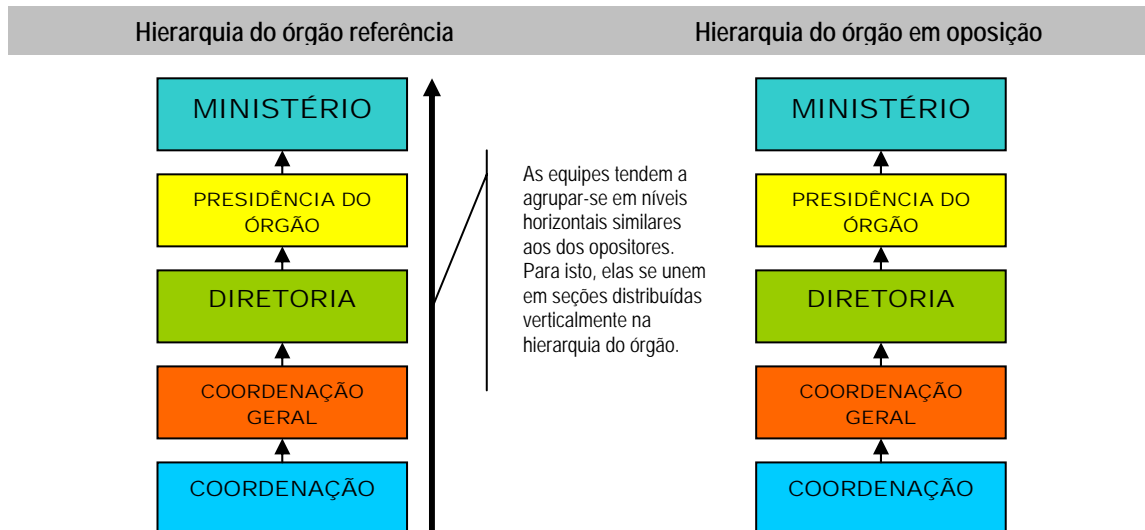 Hierarquia do órgão referência
Hierarquia do órgão em oposição
MINISTÉRIO
PRESIDÊNCIA DO
ÓRGÃO
DIRETORIA
COORDENAÇÃO
GERAL
COORDENAÇÃO
As equipes tendem a
agrupar-se em níveis
horizontais similares
aos dos opositores.
Para isto, elas se unem
em seções distribuídas
verticalmente na
hierarquia do órgão.
MINISTÉRIO
PRESIDÊNCIA DO
ÓRGÃO
DIRETORIA
COORDENAÇÃO
GERAL
COORDENAÇÃO